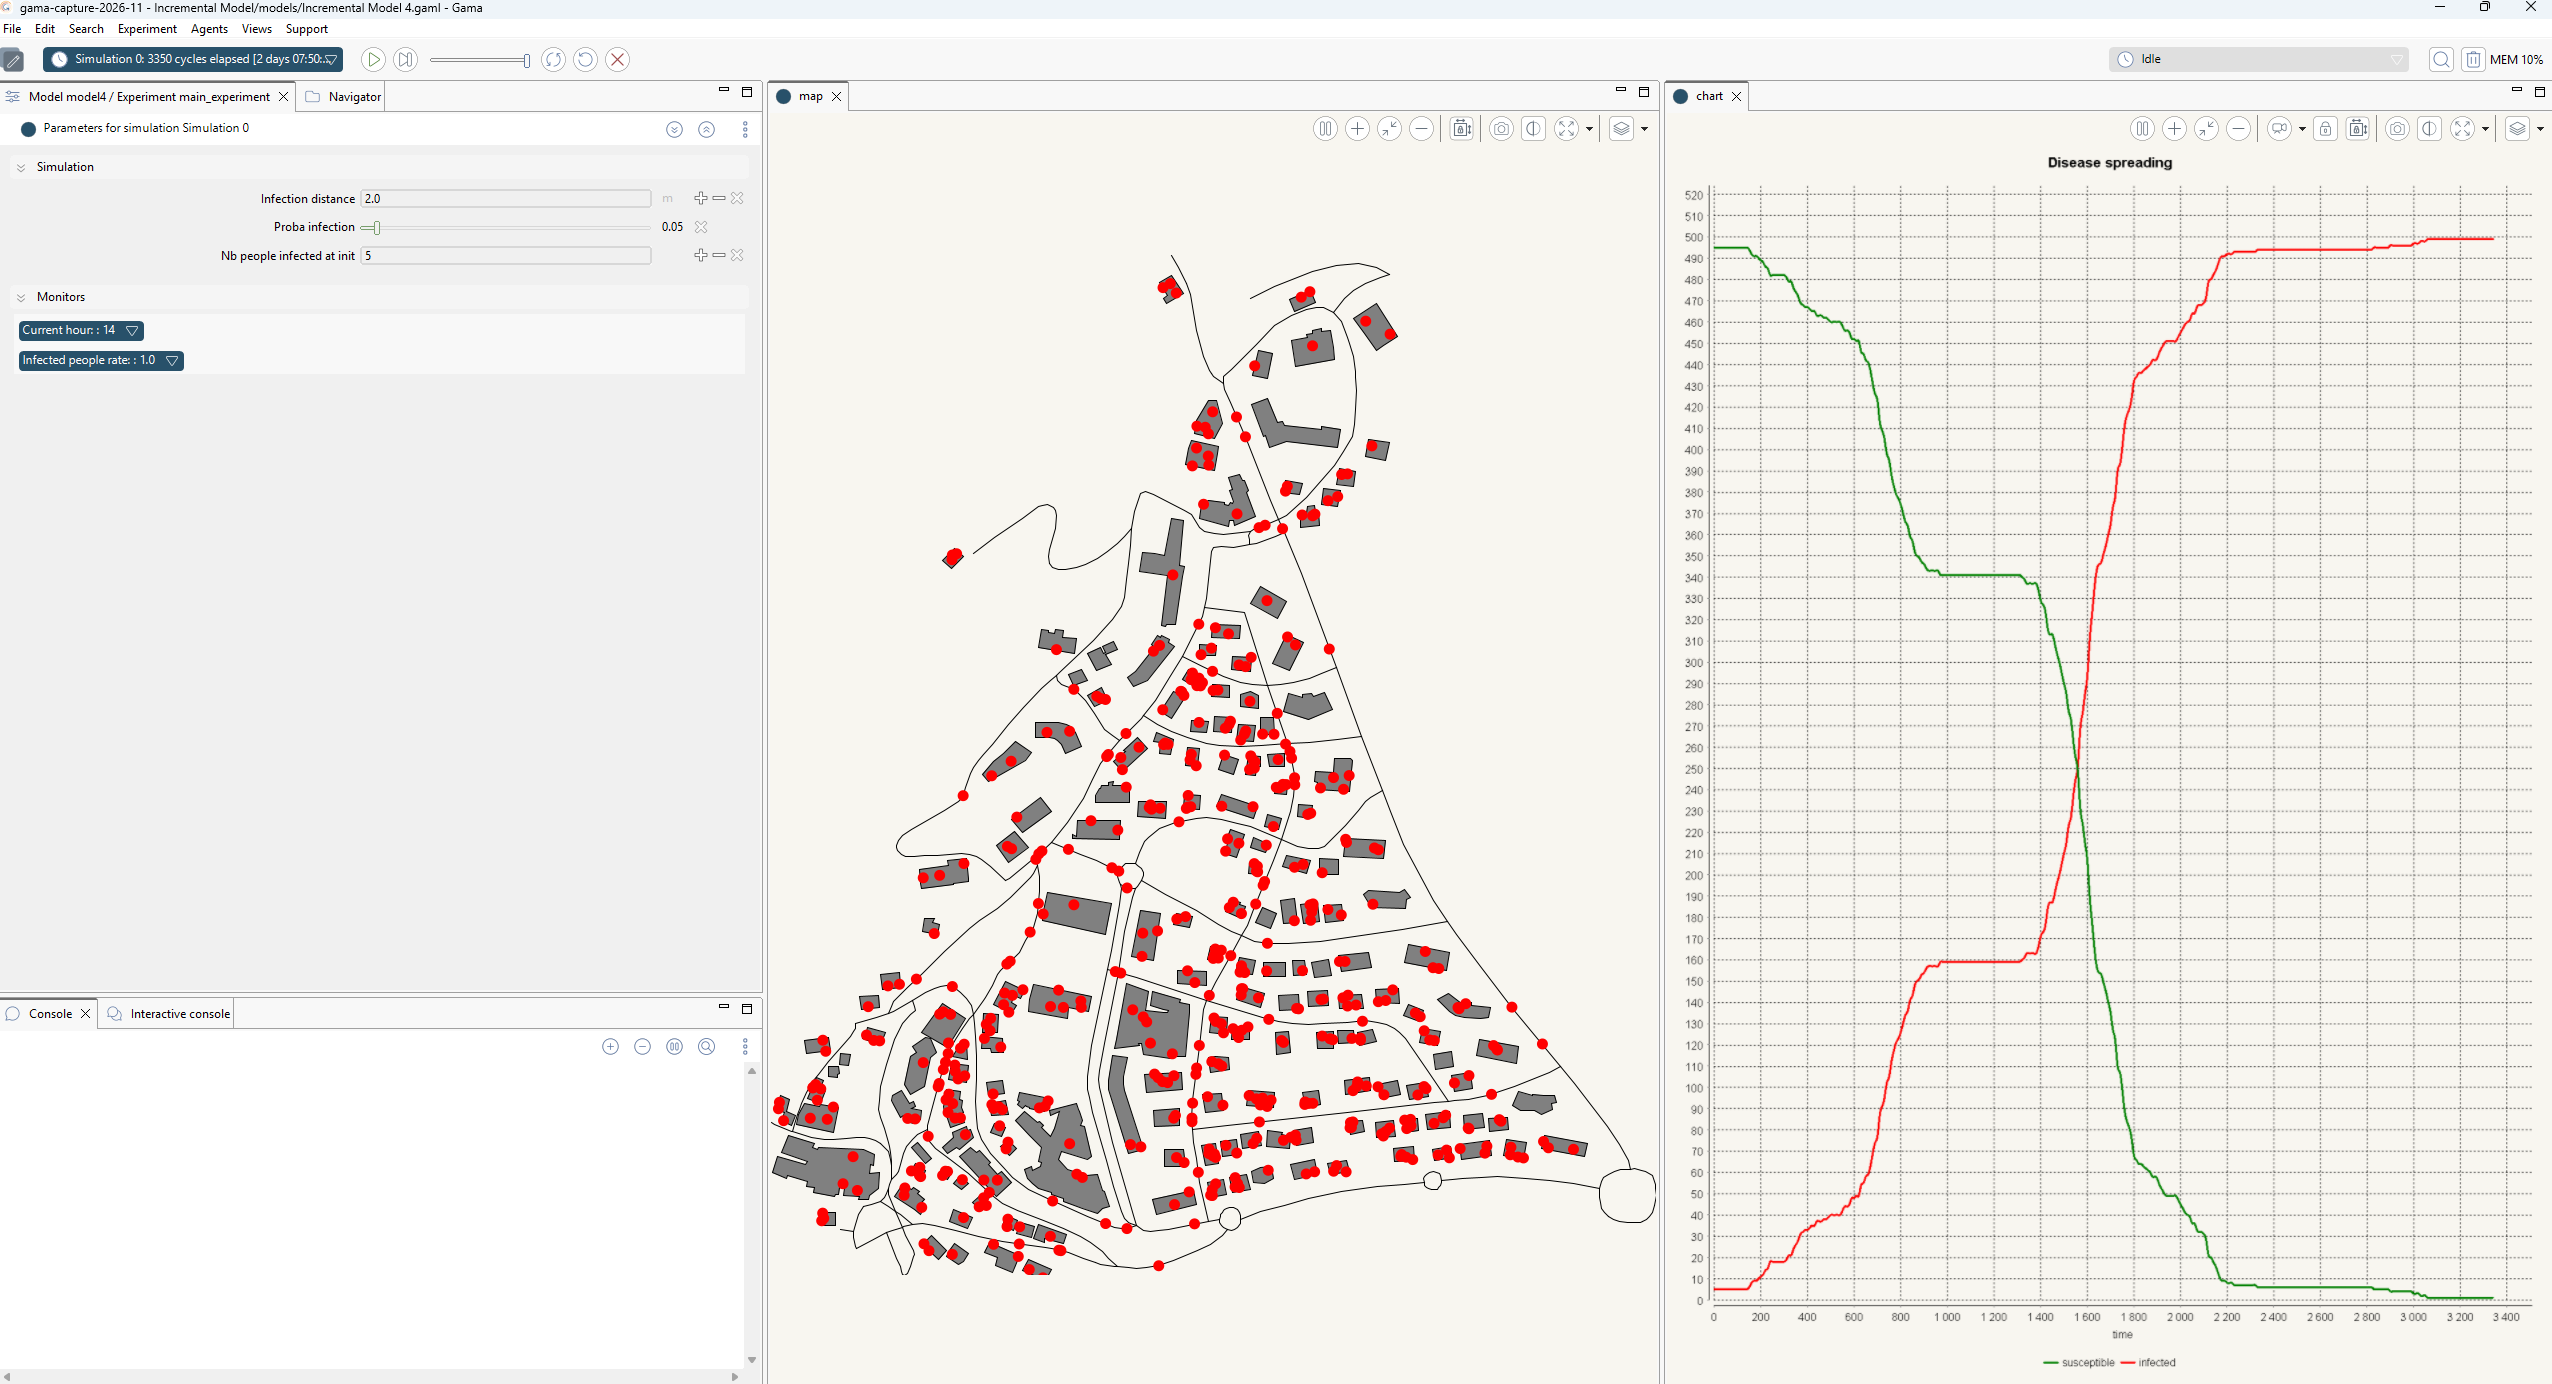 gama-capture-2026-11 - Incremental Model/models/Incremental Model 4.gaml - Gama
File Edit Search Experiment Agents Views Support
Simulation 0: 3350 cycles elapsed [2 days 07:50:..
Idle
MEM 10%
Model model4 / Experiment main_experiment
Navigator
Parameters for simulation Simulation 0
Simulation
Infection distance 2.0 m
Proba infection 0.05
Nb people infected at init 5
Monitors
Current hour: : 14
Infected people rate: : 1.0
Console
Interactive console
map
chart
Disease spreading
520
510
500
490
480
470
460
450
440
430
420
410
400
390
380
370
360
350
340
330
320
310
300
290
280
270
260
250
240
230
220
210
200
190
180
170
160
150
140
130
120
110
100
90
80
70
60
50
40
30
20
10
0
0 200 400 600 800 1 000 1 200 1 400 1 600 1 800 2 000 2 200 2 400 2 600 2 800 3 000 3 200 3 400
time
susceptible infected